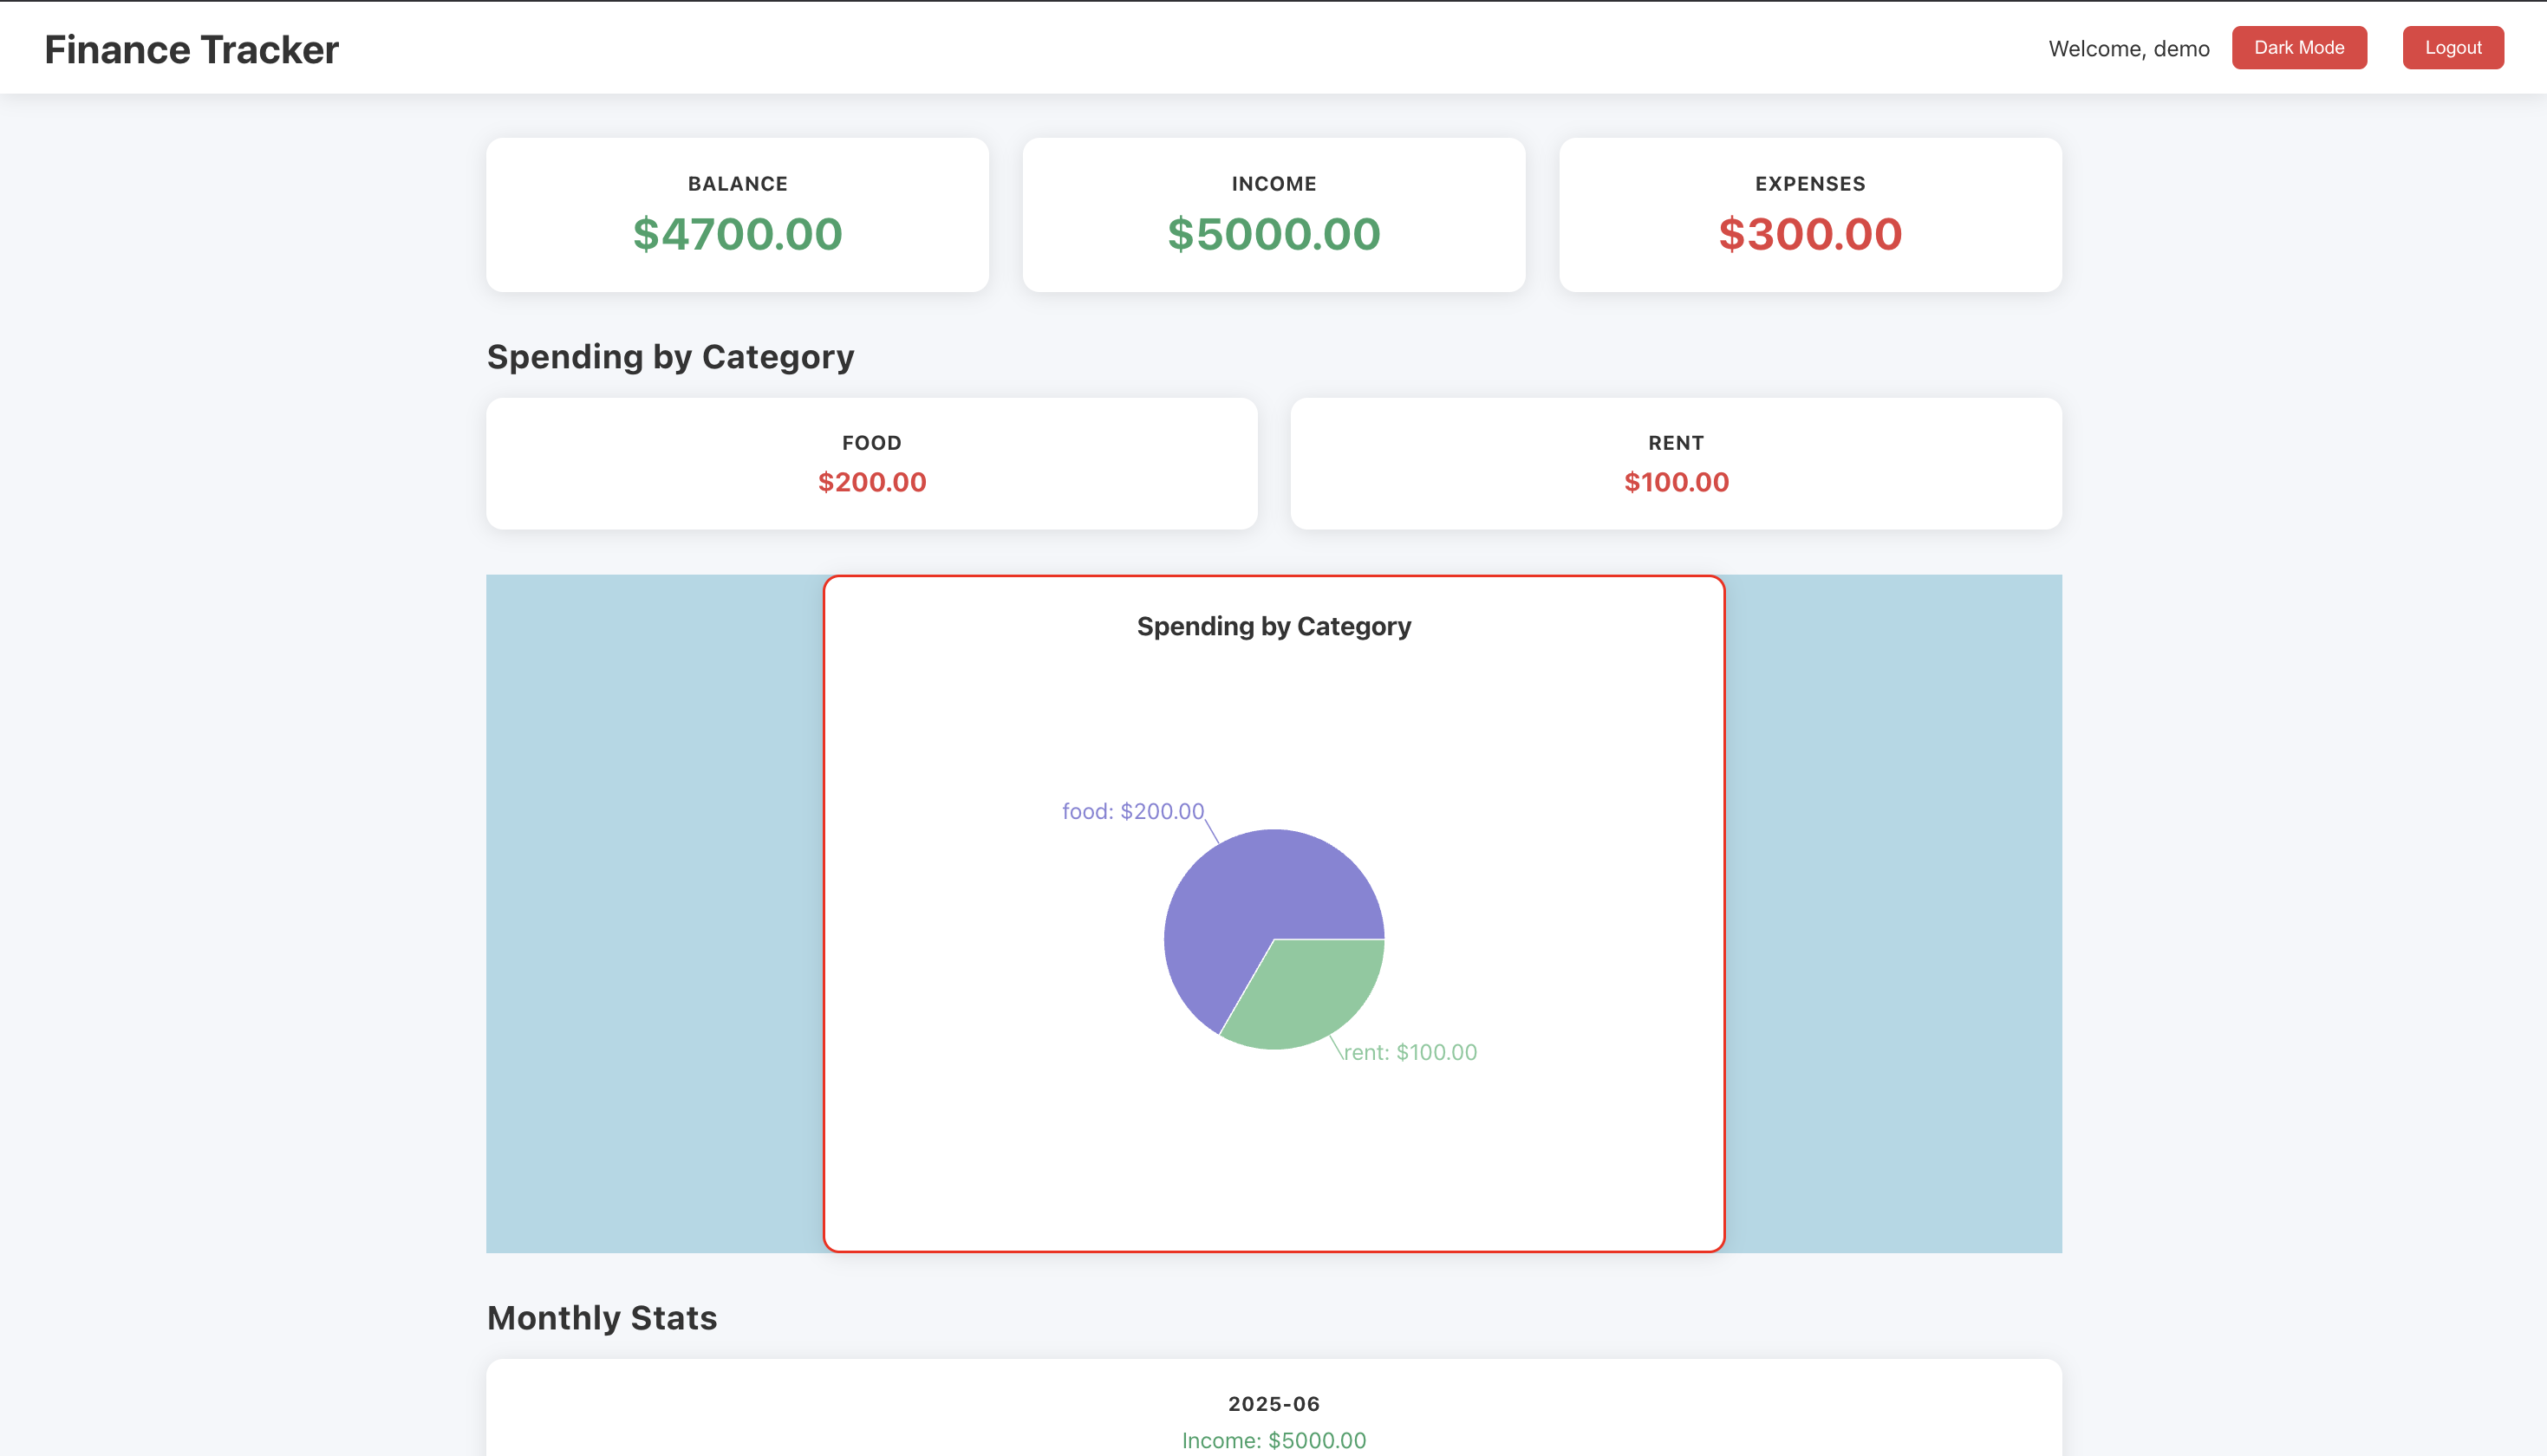 Finance Tracker
Welcome, demo
Dark Mode
Logout
BALANCE
$4700.00
INCOME
$5000.00
EXPENSES
$300.00
Spending by Category
FOOD
$200.00
RENT
$100.00
Spending by Category
food: $200.00
rent: $100.00
Monthly Stats
2025-06
Income: $5000.00